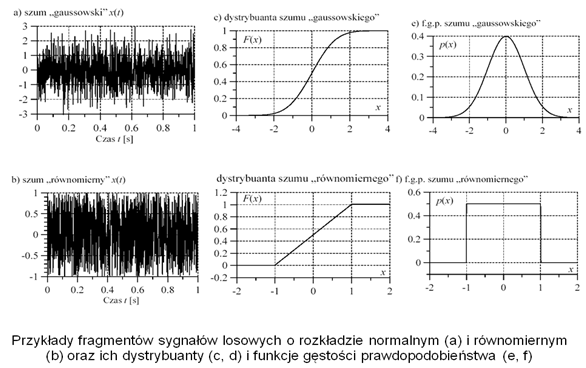 a) szum „gaussowski” x(t)
3
2
1
0
-1
-2
-3
0 0.2 0.4 0.6 0.8 1
Czas t [s]
c) dystrybuanta szumu „gaussowskiego”
F(x)
1
0.8
0.6
0.4
0.2
0
-4 -2 0 2 4
x
e) f.g.p. szumu „gaussowskiego”
p(x)
0.4
0.3
0.2
0.1
0
-4 -2 0 2 4
x
b) szum „równomierny” x(t)
1
0.5
0
-0.5
-1
0 0.2 0.4 0.6 0.8 1
Czas t [s]
dystrybuanta szumu „równomiernego”
F(x)
1.2
1
0.8
0.6
0.4
0.2
0
-0.2
-2 -1 0 1 2
x
f) f.g.p. szumu „równomiernego”
p(x)
0.6
0.4
0.2
0
-2 -1 0 1 2
x
Przykłady fragmentów sygnałów losowych o rozkładzie normalnym (a) i równomiernym
(b) oraz ich dystrybuanty (c, d) i funkcje gęstości prawdopodobieństwa (e, f)